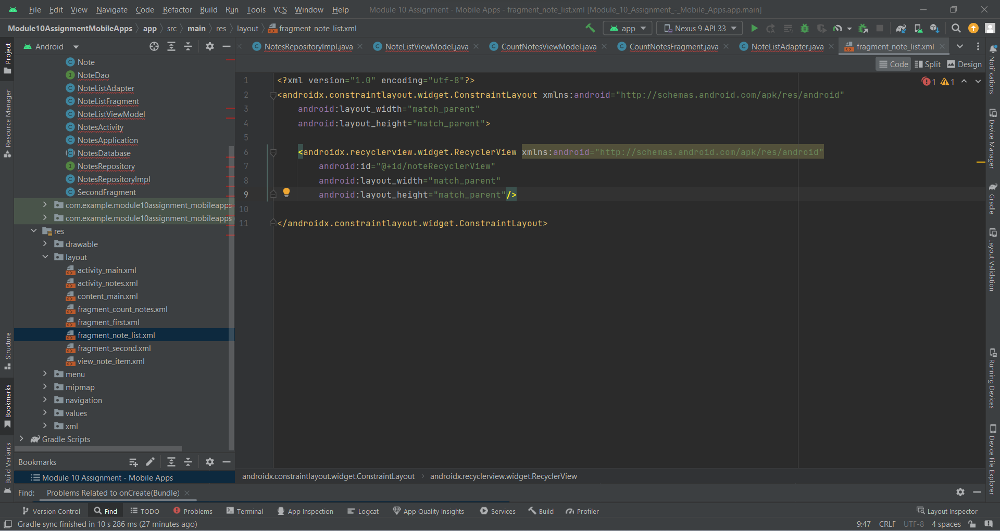 File Edit View Navigate Code Refactor Build Run Tools VCS Window Help Module 10 Assignment - Mobile Apps - fragment_note_list.xml [Module_10_Assignment_-_Mobile_Apps.app.main]
Module10AssignmentMobileApps app src main res layout fragment_note_list.xml app Nexus 9 API 33
Android
NotesRepositoryImpl.java NoteListViewModel.java CountNotesViewModel.java CountNotesFragment.java NoteListAdapter.java fragment_note_list.xml
Code Split Design
Project
Resource Manager
Structure
Bookmarks
Build Variants
Note
NoteDao
NoteListAdapter
NoteListFragment
NoteListViewModel
NotesActivity
NotesApplication
NotesDatabase
NotesRepository
NotesRepositoryImpl
SecondFragment
com.example.module10assignment_mobileapps
com.example.module10assignment_mobileapps
res
drawable
layout
activity_main.xml
activity_notes.xml
content_main.xml
fragment_count_notes.xml
fragment_first.xml
fragment_note_list.xml
fragment_second.xml
view_note_item.xml
menu
mipmap
navigation
values
xml
Gradle Scripts
Bookmarks
Module 10 Assignment - Mobile Apps
1 <?xml version="1.0" encoding="utf-8"?>
2 <androidx.constraintlayout.widget.ConstraintLayout xmlns:android="http://schemas.android.com/apk/res/android"
3 android:layout_width="match_parent"
4 android:layout_height="match_parent">
5
6 <androidx.recyclerview.widget.RecyclerView xmlns:android="http://schemas.android.com/apk/res/android"
7 android:id="@+id/noteRecyclerView"
8 android:layout_width="match_parent"
9 android:layout_height="match_parent"/>
10
11 </androidx.constraintlayout.widget.ConstraintLayout>
1 1
Notifications
Device Manager
Gradle
Layout Validation
Running Devices
Device File Explorer
androidx.constraintlayout.widget.ConstraintLayout androidx.recyclerview.widget.RecyclerView
Find: Problems Related to onCreate(Bundle)
Version Control Find TODO Problems Terminal App Inspection Logcat App Quality Insights Services Build Profiler Layout Inspector
Gradle sync finished in 10 s 286 ms (27 minutes ago) 9:47 CRLF UTF-8 4 spaces